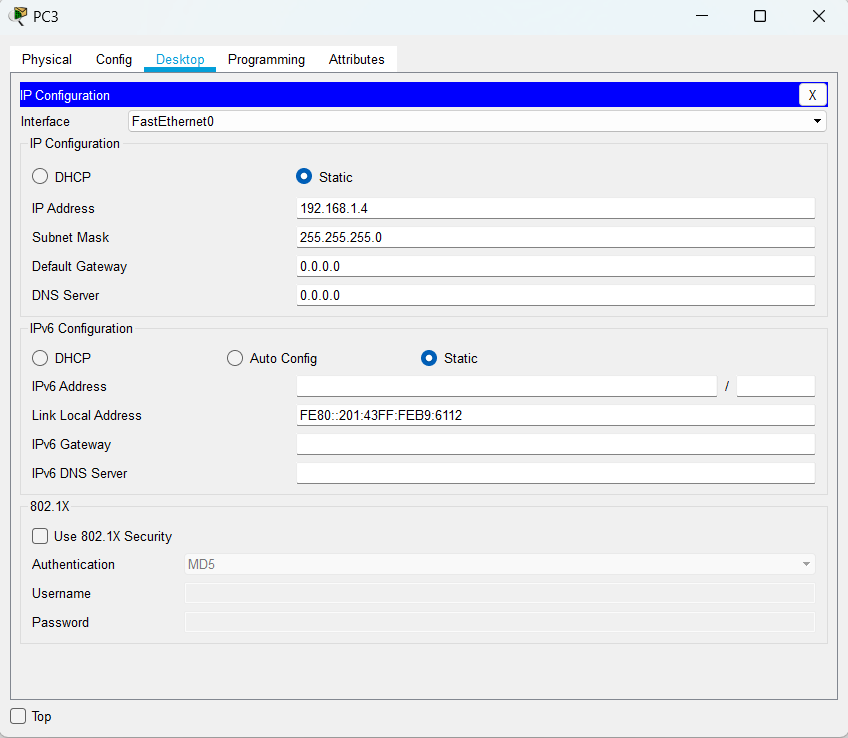 PC3
Physical Config Desktop Programming Attributes
IP Configuration X
Interface FastEthernet0
IP Configuration
DHCP Static
IP Address 192.168.1.4
Subnet Mask 255.255.255.0
Default Gateway 0.0.0.0
DNS Server 0.0.0.0
IPv6 Configuration
DHCP Auto Config Static
IPv6 Address /
Link Local Address FE80::201:43FF:FEB9:6112
IPv6 Gateway
IPv6 DNS Server
802.1X
Use 802.1X Security
Authentication MD5
Username
Password
Top